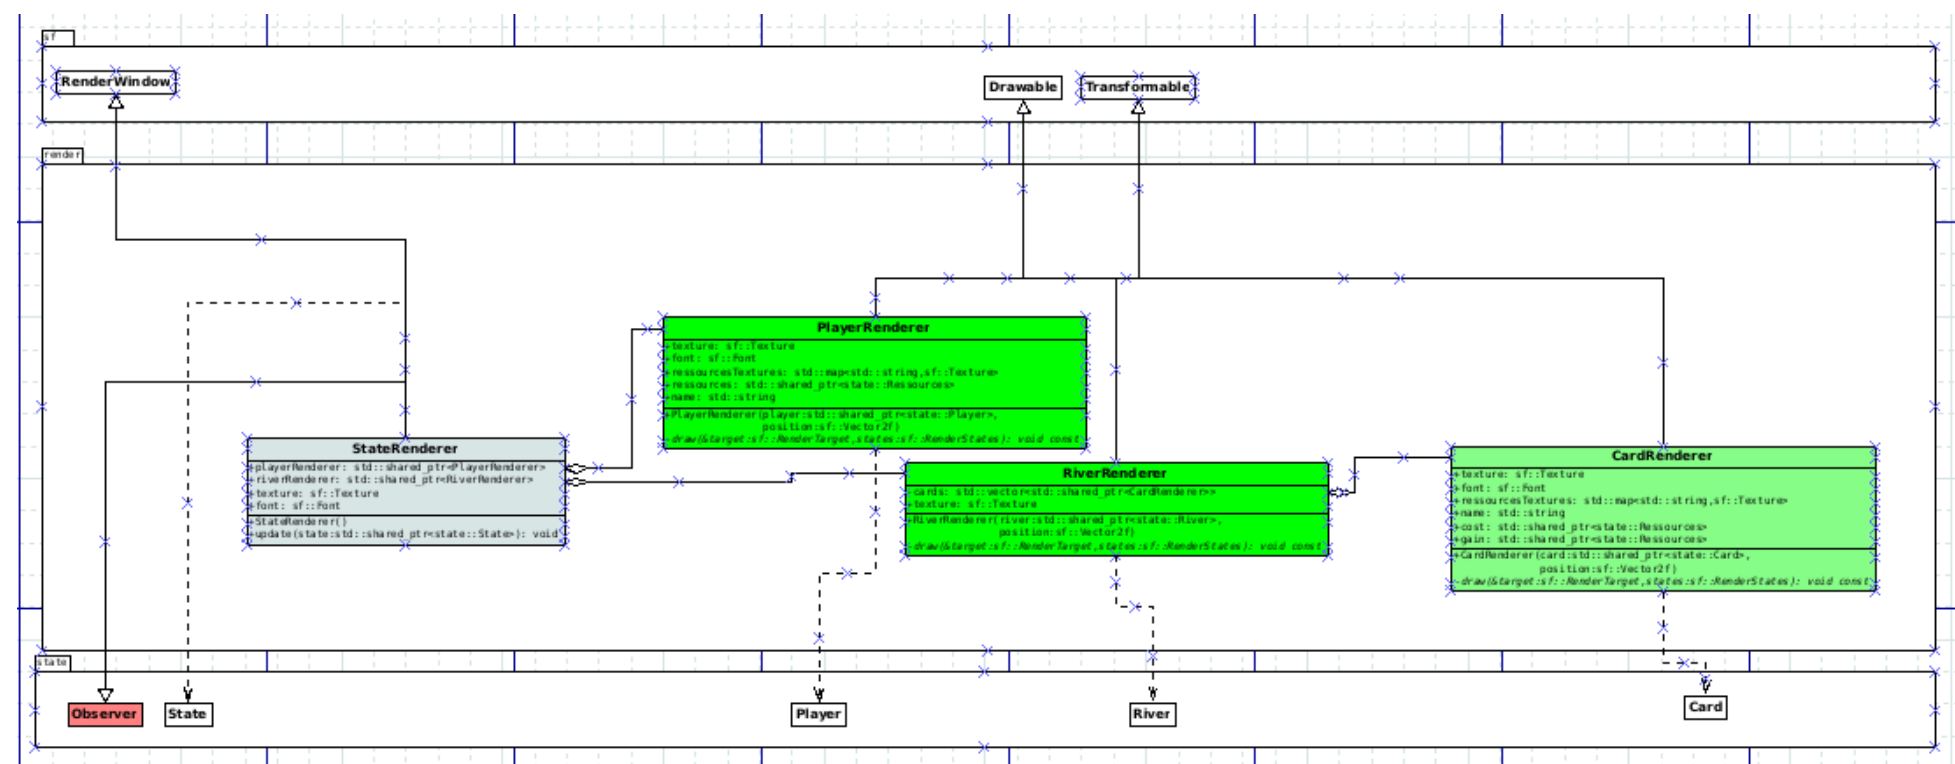 sf
RenderWindow
Drawable
Transformable
render
PlayerRenderer
+texture: sf::Texture
+font: sf::Font
+ressourcesTextures: std::map<std::string,sf::Texture>
+ressources: std::shared_ptr<state::Ressources>
+name: std::string
+PlayerRenderer(player:std::shared_ptr<state::Player>,
position:sf::Vector2f)
-draw(&target:sf::RenderTarget,states:sf::RenderStates): void const
StateRenderer
+playerRenderer: std::shared_ptr<PlayerRenderer>
+riverRenderer: std::shared_ptr<RiverRenderer>
+texture: sf::Texture
+font: sf::Font
+StateRenderer()
+update(state:std::shared_ptr<state::State>): void
RiverRenderer
+cards: std::vector<std::shared_ptr<CardRenderer>>
+texture: sf::Texture
+RiverRenderer(river:std::shared_ptr<state::River>,
position:sf::Vector2f)
-draw(&target:sf::RenderTarget,states:sf::RenderStates): void const
CardRenderer
+texture: sf::Texture
+font: sf::Font
+ressourcesTextures: std::map<std::string,sf::Texture>
+name: std::string
+cost: std::shared_ptr<state::Ressources>
+gain: std::shared_ptr<state::Ressources>
+CardRenderer(card:std::shared_ptr<state::Card>,
position:sf::Vector2f)
-draw(&target:sf::RenderTarget,states:sf::RenderStates): void const
state
Observer
State
Player
River
Card